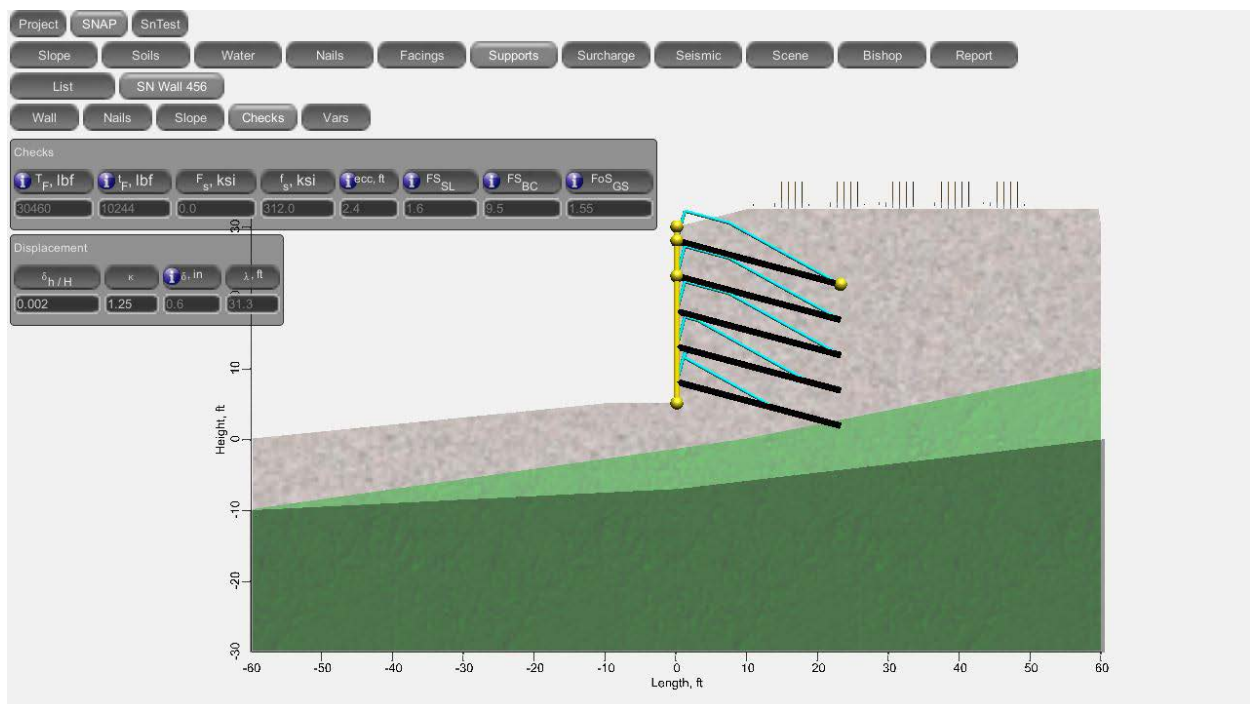 Project SNAP SnTest
Slope Soils Water Nails Facings Supports Surcharge Seismic Scene Bishop Report
List SN Wall 456
Wall Nails Slope Checks Vars
Checks
i T_F, lbf i t_F, lbf F_s, ksi f_s, ksi i ecc, ft i FS_SL i FS_BC i FoS_GS
30460 10244 0.0 312.0 2.4 1.6 9.5 1.55
Displacement
δ_h / H κ i δ, in λ, ft
0.002 1.25 0.6 31.3
30
10
0
-10
-20
-30
Height, ft
-60 -50 -40 -30 -20 -10 0 10 20 30 40 50 60
Length, ft